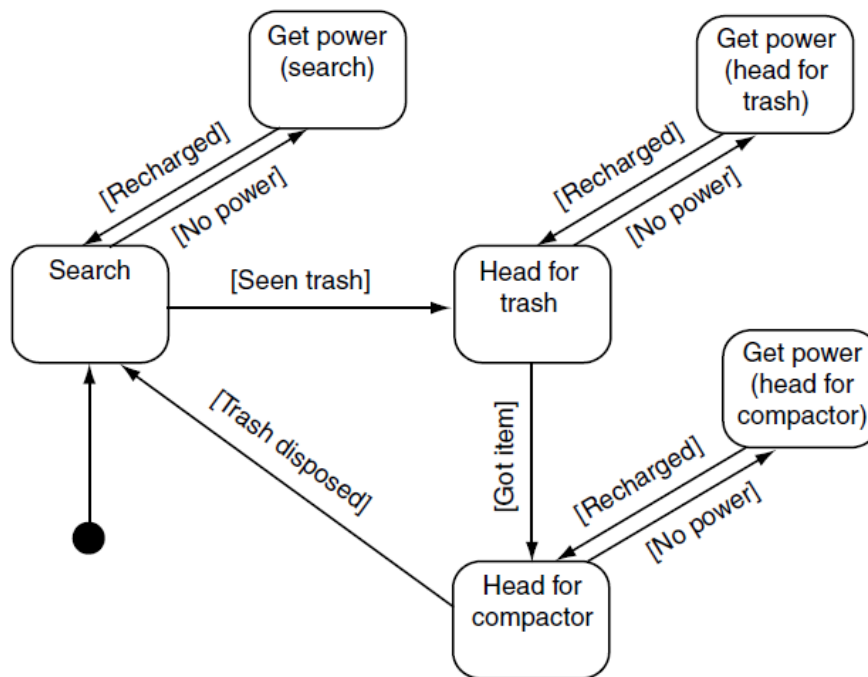 Get power
(search)
Get power
(head for
trash)
[Recharged]
[No power]
[Recharged]
[No power]
Search
[Seen trash]
Head for
trash
Get power
(head for
compactor)
[Trash disposed]
[Got item]
[Recharged]
[No power]
Head for
compactor